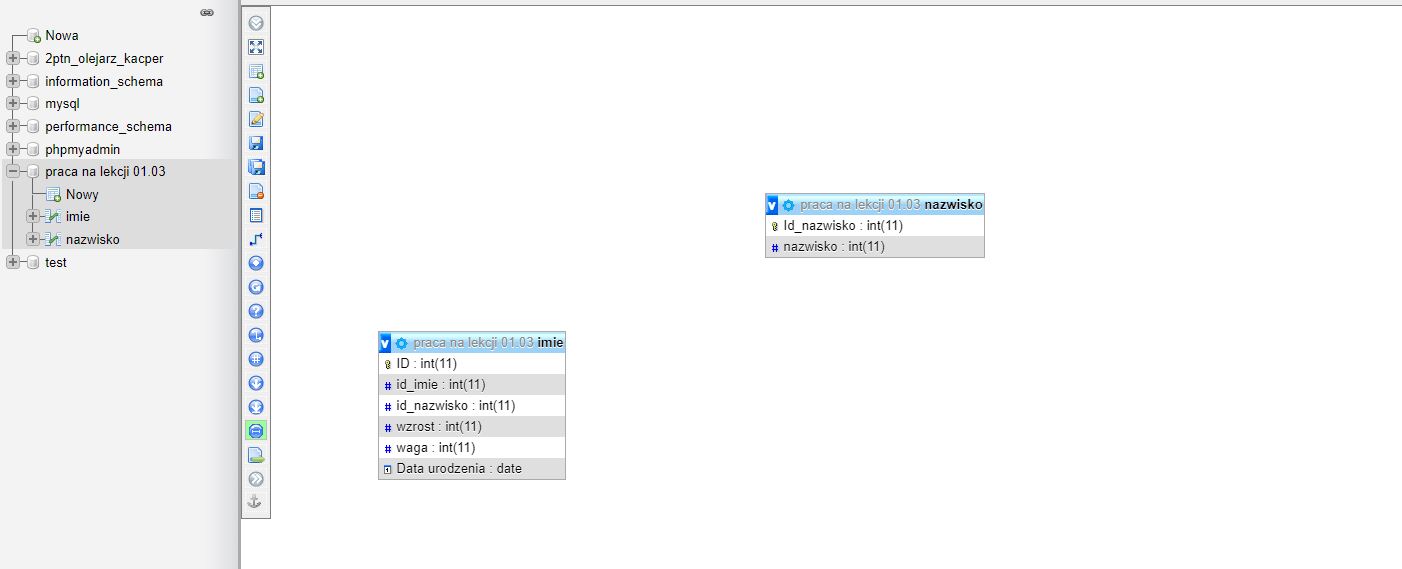 Nowa
2ptn_olejarz_kacper
information_schema
mysql
performance_schema
phpmyadmin
praca na lekcji 01.03
Nowy
imie
nazwisko
test
v praca na lekcji 01.03 nazwisko
Id_nazwisko : int(11)
# nazwisko : int(11)
v praca na lekcji 01.03 imie
ID : int(11)
# id_imie : int(11)
# id_nazwisko : int(11)
# wzrost : int(11)
# waga : int(11)
Data urodzenia : date